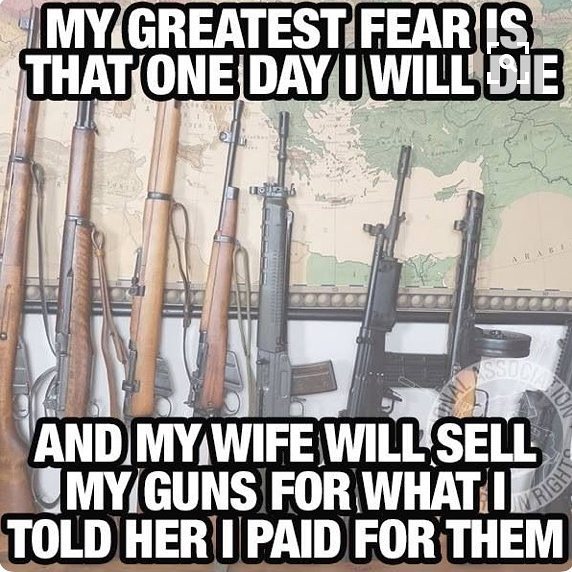 MY GREATEST FEAR IS
THAT ONE DAY I WILL DIE
AND MY WIFE WILL SELL
MY GUNS FOR WHAT I
TOLD HER I PAID FOR THEM